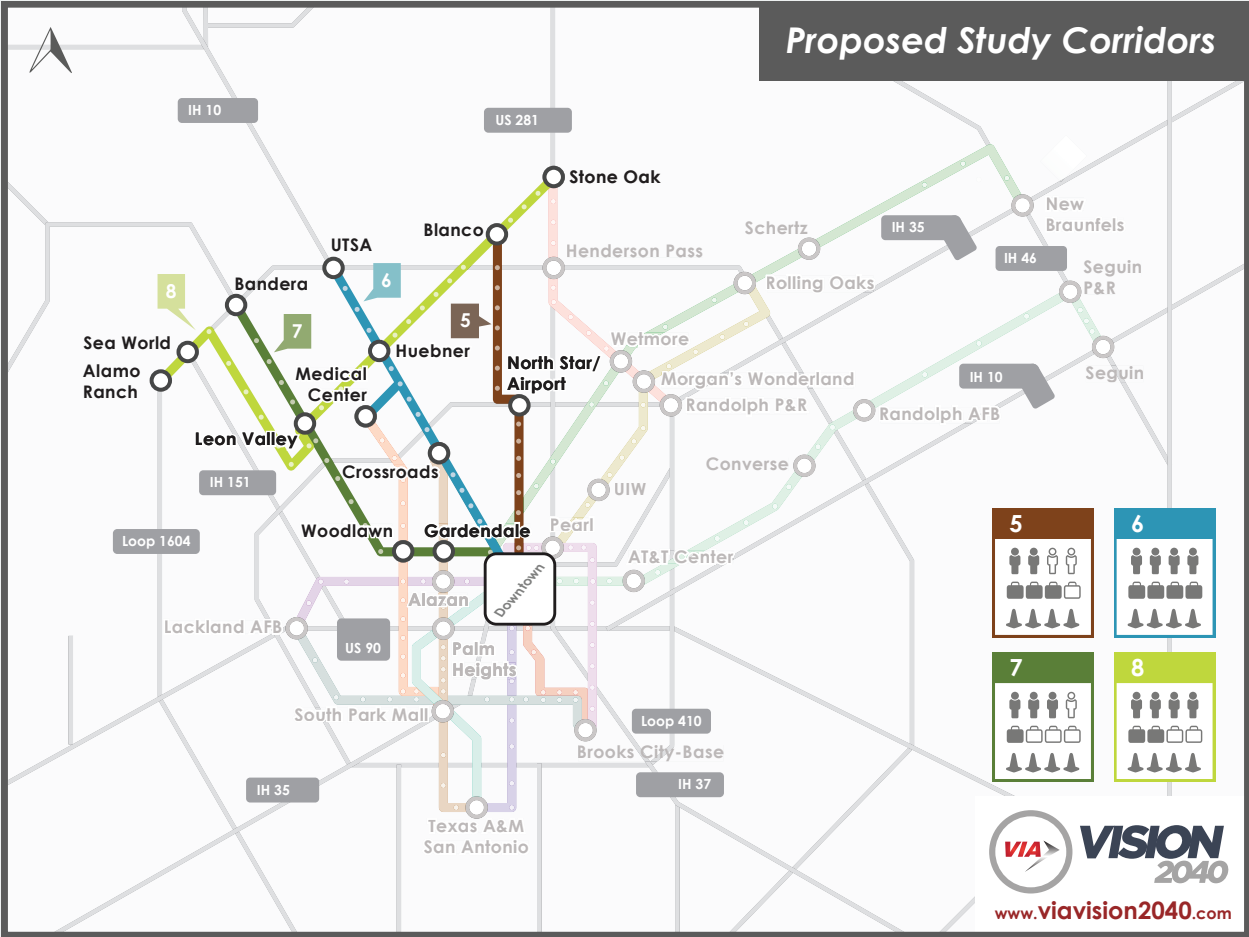 Proposed Study Corridors
IH 10
US 281
Stone Oak
New
Braunfels
Schertz
IH 35
Blanco
UTSA
Henderson Pass
IH 46
Seguin
P&R
6
Bandera
8
Rolling Oaks
5
7
Sea World
Huebner
Wetmore
Alamo
Ranch
Medical
Center
North Star/
Airport
Morgan's Wonderland
IH 10
Seguin
Randolph P&R
Randolph AFB
Leon Valley
Crossroads
Converse
IH 151
UIW
Woodlawn
Gardendale
Pearl
Loop 1604
AT&T Center
Downtown
Alazan
Lackland AFB
US 90
Palm
Heights
South Park Mall
Loop 410
Brooks City-Base
IH 35
IH 37
Texas A&M
San Antonio
5
6
7
8
VIA
VISION
2040
www.viavision2040.com